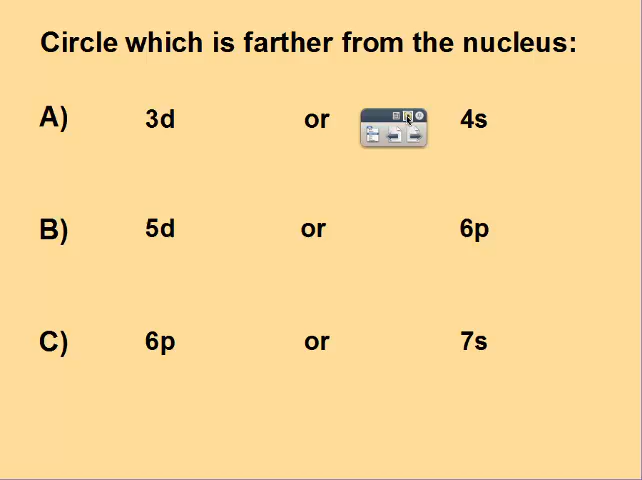 Circle which is farther from the nucleus:
A) 3d or 4s
B) 5d or 6p
C) 6p or 7s